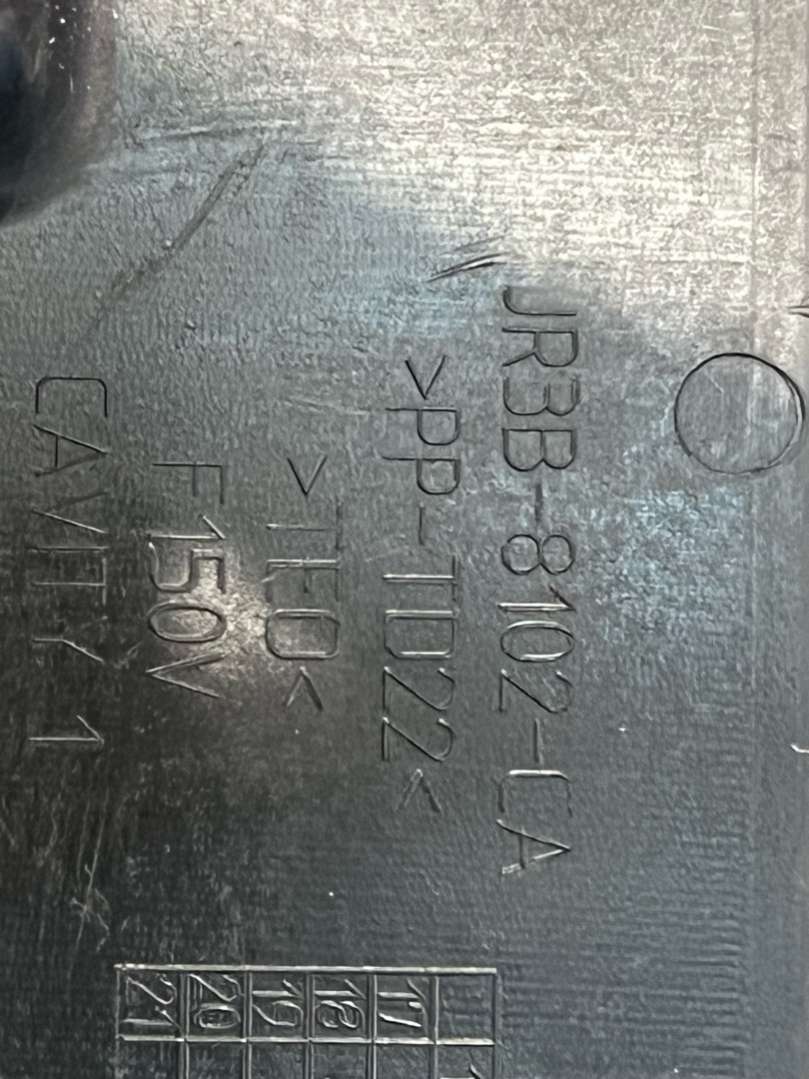 JR3B-8102-CA
>PP-TD22<
>TEO<
F150V
CAVITY 1
17
18
19
20
21